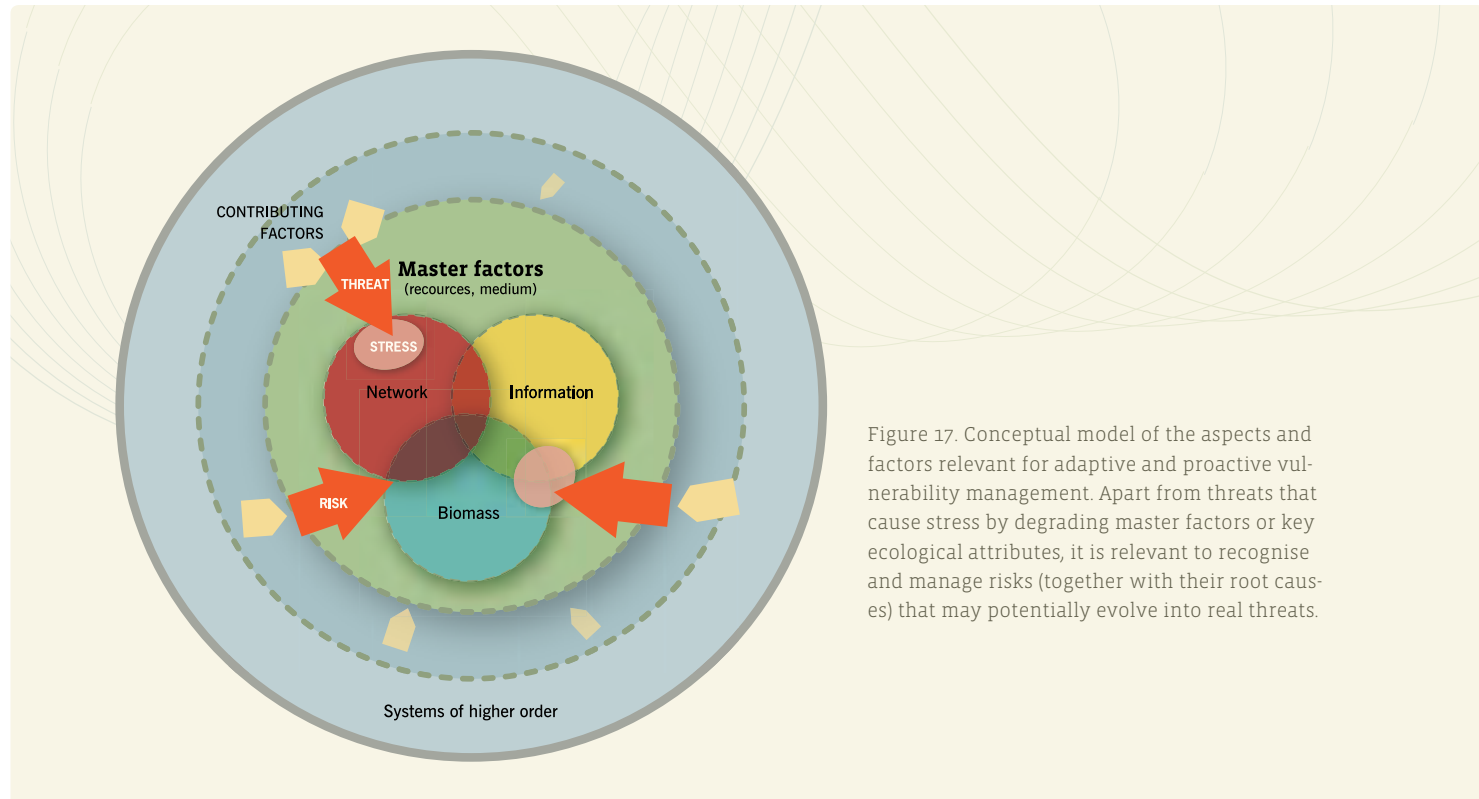 CONTRIBUTING
FACTORS
THREAT
Master factors
(recources, medium)
STRESS
Network
Information
RISK
Biomass
Systems of higher order
Figure 17. Conceptual model of the aspects and
factors relevant for adaptive and proactive vul-
nerability management. Apart from threats that
cause stress by degrading master factors or key
ecological attributes, it is relevant to recognise
and manage risks (together with their root caus-
es) that may potentially evolve into real threats.